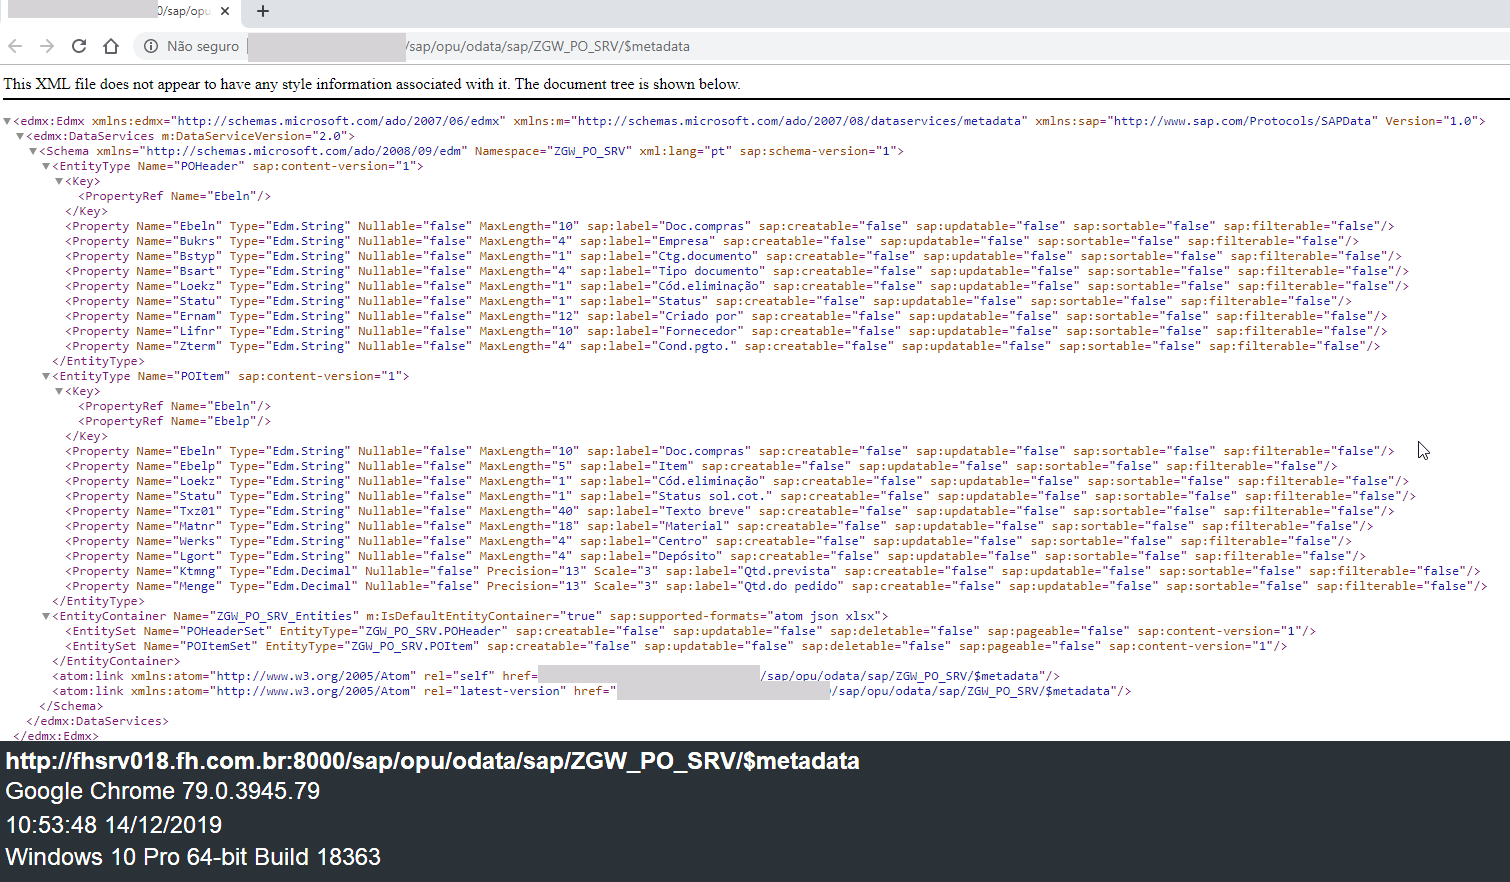 0/sap/opu
Não seguro
/sap/opu/odata/sap/ZGW_PO_SRV/$metadata
This XML file does not appear to have any style information associated with it. The document tree is shown below.
<edmx:Edmx xmlns:edmx="http://schemas.microsoft.com/ado/2007/06/edmx" xmlns:m="http://schemas.microsoft.com/ado/2007/08/dataservices/metadata" xmlns:sap="http://www.sap.com/Protocols/SAPData" Version="1.0">
<edmx:DataServices m:DataServiceVersion="2.0">
<Schema xmlns="http://schemas.microsoft.com/ado/2008/09/edm" Namespace="ZGW_PO_SRV" xml:lang="pt" sap:schema-version="1">
<EntityType Name="POHeader" sap:content-version="1">
<Key>
<PropertyRef Name="Ebeln"/>
</Key>
<Property Name="Ebeln" Type="Edm.String" Nullable="false" MaxLength="10" sap:label="Doc.compras" sap:creatable="false" sap:updatable="false" sap:sortable="false" sap:filterable="false"/>
<Property Name="Bukrs" Type="Edm.String" Nullable="false" MaxLength="4" sap:label="Empresa" sap:creatable="false" sap:updatable="false" sap:sortable="false" sap:filterable="false"/>
<Property Name="Bstyp" Type="Edm.String" Nullable="false" MaxLength="1" sap:label="Ctg.documento" sap:creatable="false" sap:updatable="false" sap:sortable="false" sap:filterable="false"/>
<Property Name="Bsart" Type="Edm.String" Nullable="false" MaxLength="4" sap:label="Tipo documento" sap:creatable="false" sap:updatable="false" sap:sortable="false" sap:filterable="false"/>
<Property Name="Loekz" Type="Edm.String" Nullable="false" MaxLength="1" sap:label="Cód.eliminação" sap:creatable="false" sap:updatable="false" sap:sortable="false" sap:filterable="false"/>
<Property Name="Statu" Type="Edm.String" Nullable="false" MaxLength="1" sap:label="Status" sap:creatable="false" sap:updatable="false" sap:sortable="false" sap:filterable="false"/>
<Property Name="Ernam" Type="Edm.String" Nullable="false" MaxLength="12" sap:label="Criado por" sap:creatable="false" sap:updatable="false" sap:sortable="false" sap:filterable="false"/>
<Property Name="Lifnr" Type="Edm.String" Nullable="false" MaxLength="10" sap:label="Fornecedor" sap:creatable="false" sap:updatable="false" sap:sortable="false" sap:filterable="false"/>
<Property Name="Zterm" Type="Edm.String" Nullable="false" MaxLength="4" sap:label="Cond.pgto." sap:creatable="false" sap:updatable="false" sap:sortable="false" sap:filterable="false"/>
</EntityType>
<EntityType Name="POItem" sap:content-version="1">
<Key>
<PropertyRef Name="Ebeln"/>
<PropertyRef Name="Ebelp"/>
</Key>
<Property Name="Ebeln" Type="Edm.String" Nullable="false" MaxLength="10" sap:label="Doc.compras" sap:creatable="false" sap:updatable="false" sap:sortable="false" sap:filterable="false"/>
<Property Name="Ebelp" Type="Edm.String" Nullable="false" MaxLength="5" sap:label="Item" sap:creatable="false" sap:updatable="false" sap:sortable="false" sap:filterable="false"/>
<Property Name="Loekz" Type="Edm.String" Nullable="false" MaxLength="1" sap:label="Cód.eliminação" sap:creatable="false" sap:updatable="false" sap:sortable="false" sap:filterable="false"/>
<Property Name="Statu" Type="Edm.String" Nullable="false" MaxLength="1" sap:label="Status sol.cot." sap:creatable="false" sap:updatable="false" sap:sortable="false" sap:filterable="false"/>
<Property Name="Txz01" Type="Edm.String" Nullable="false" MaxLength="40" sap:label="Texto breve" sap:creatable="false" sap:updatable="false" sap:sortable="false" sap:filterable="false"/>
<Property Name="Matnr" Type="Edm.String" Nullable="false" MaxLength="18" sap:label="Material" sap:creatable="false" sap:updatable="false" sap:sortable="false" sap:filterable="false"/>
<Property Name="Werks" Type="Edm.String" Nullable="false" MaxLength="4" sap:label="Centro" sap:creatable="false" sap:updatable="false" sap:sortable="false" sap:filterable="false"/>
<Property Name="Lgort" Type="Edm.String" Nullable="false" MaxLength="4" sap:label="Depósito" sap:creatable="false" sap:updatable="false" sap:sortable="false" sap:filterable="false"/>
<Property Name="Ktmng" Type="Edm.Decimal" Nullable="false" Precision="13" Scale="3" sap:label="Qtd.prevista" sap:creatable="false" sap:updatable="false" sap:sortable="false" sap:filterable="false"/>
<Property Name="Menge" Type="Edm.Decimal" Nullable="false" Precision="13" Scale="3" sap:label="Qtd.do pedido" sap:creatable="false" sap:updatable="false" sap:sortable="false" sap:filterable="false"/>
</EntityType>
<EntityContainer Name="ZGW_PO_SRV_Entities" m:IsDefaultEntityContainer="true" sap:supported-formats="atom json xlsx">
<EntitySet Name="POHeaderSet" EntityType="ZGW_PO_SRV.POHeader" sap:creatable="false" sap:updatable="false" sap:deletable="false" sap:pageable="false" sap:content-version="1"/>
<EntitySet Name="POItemSet" EntityType="ZGW_PO_SRV.POItem" sap:creatable="false" sap:updatable="false" sap:deletable="false" sap:pageable="false" sap:content-version="1"/>
</EntityContainer>
<atom:link xmlns:atom="http://www.w3.org/2005/Atom" rel="self" href= /sap/opu/odata/sap/ZGW_PO_SRV/$metadata"/>
<atom:link xmlns:atom="http://www.w3.org/2005/Atom" rel="latest-version" href=" /sap/opu/odata/sap/ZGW_PO_SRV/$metadata"/>
</Schema>
</edmx:DataServices>
</edmx:Edmx>
http://fhsrv018.fh.com.br:8000/sap/opu/odata/sap/ZGW_PO_SRV/$metadata
Google Chrome 79.0.3945.79
10:53:48 14/12/2019
Windows 10 Pro 64-bit Build 18363